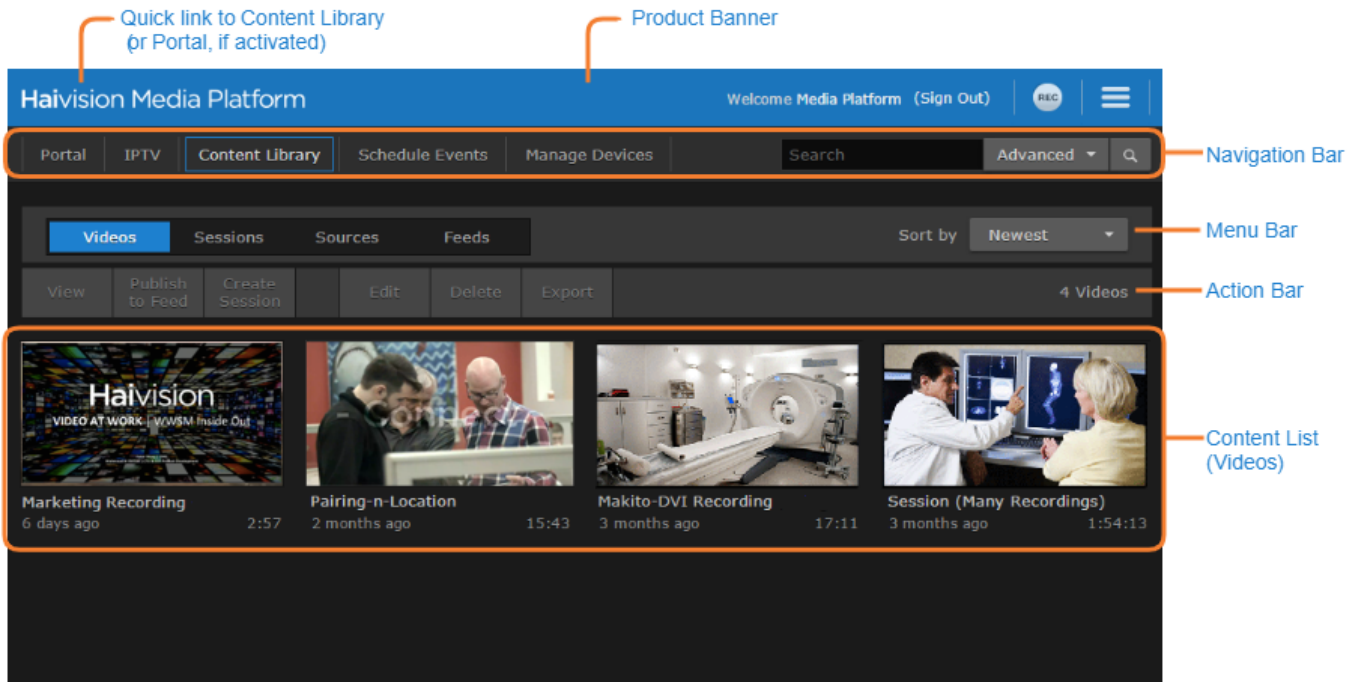 Quick link to Content Library
(or Portal, if activated)
Product Banner
Haivision Media Platform
Welcome Media Platform (Sign Out)
REC
Portal IPTV Content Library Schedule Events Manage Devices Search Advanced
Navigation Bar
Videos Sessions Sources Feeds Sort by Newest
Menu Bar
View Publish to Feed Create Session Edit Delete Export 4 Videos
Action Bar
Haivision
VIDEO AT WORK | WWSM Inside Out
Connec
Content List
(Videos)
Marketing Recording
6 days ago 2:57
Pairing-n-Location
2 months ago 15:43
Makito-DVI Recording
3 months ago 17:11
Session (Many Recordings)
3 months ago 1:54:13